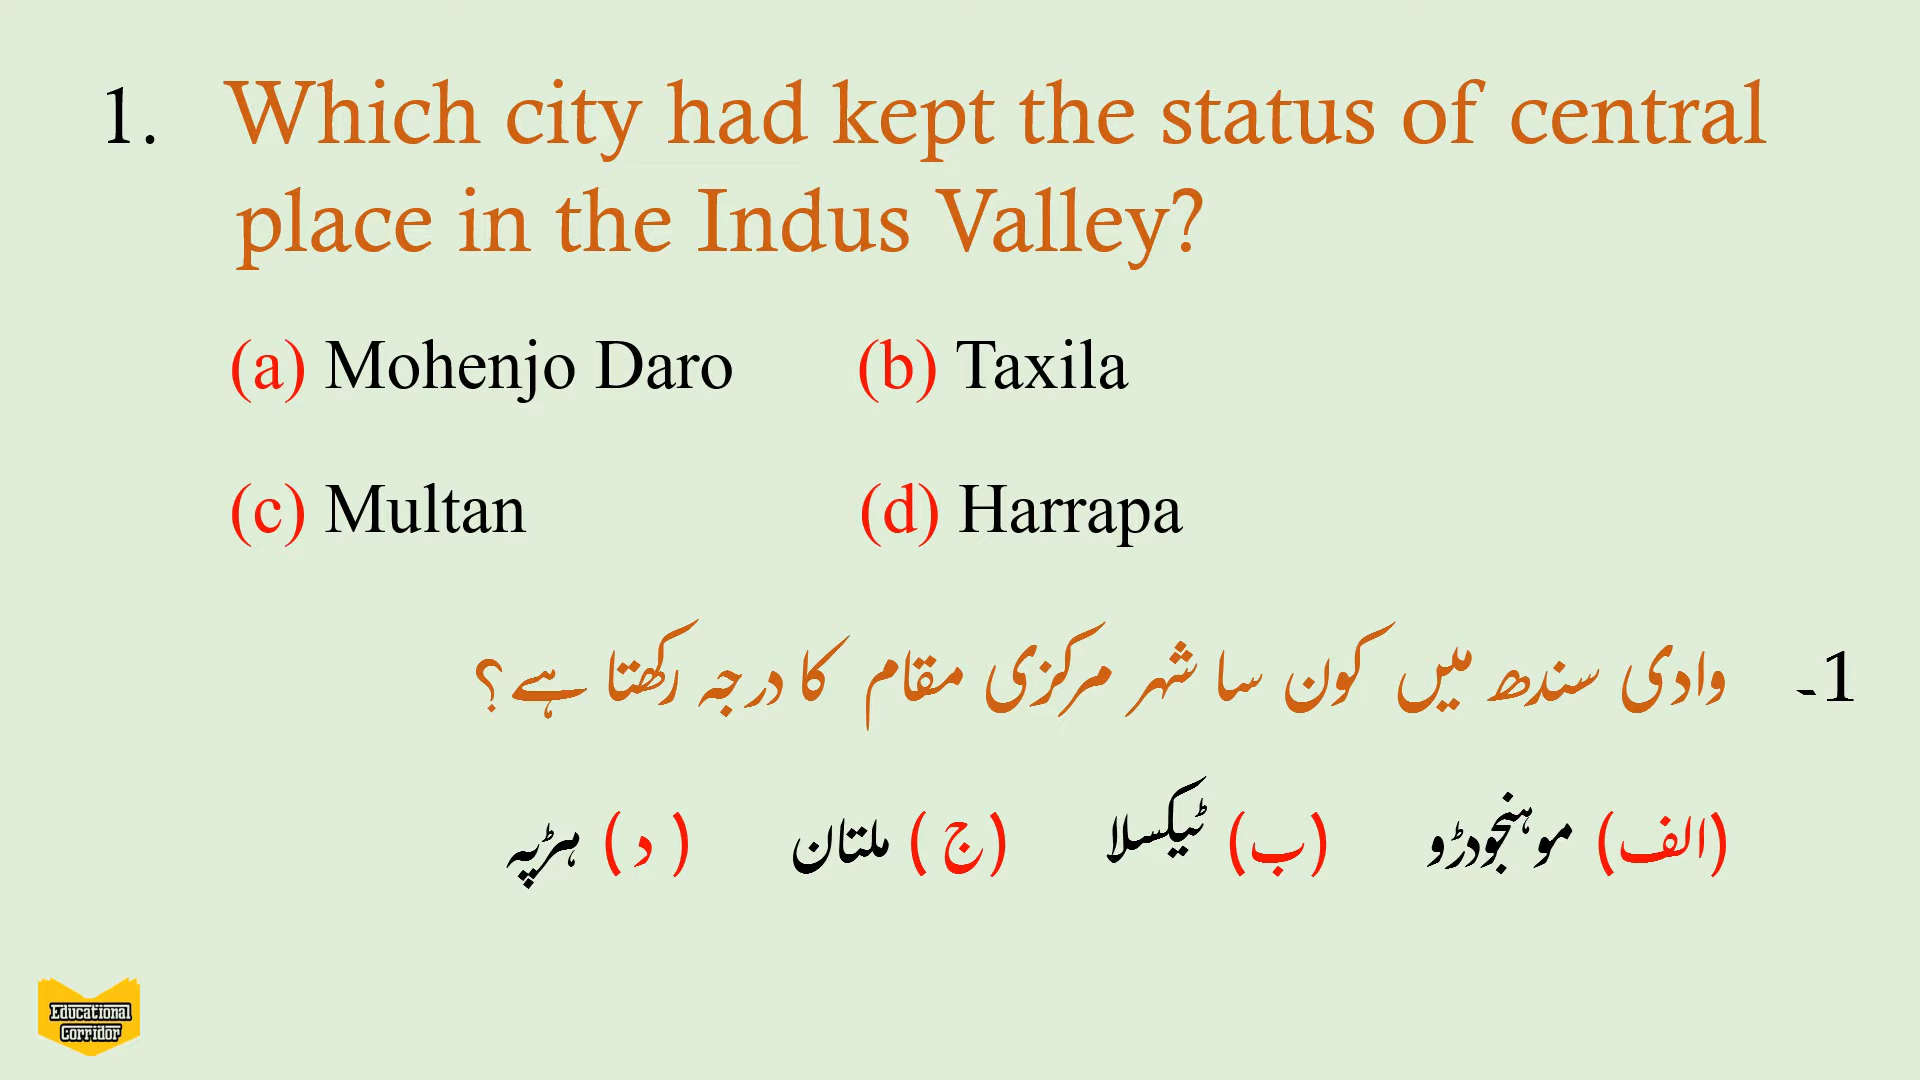 1. Which city had kept the status of central
place in the Indus Valley?
(a) Mohenjo Daro (b) Taxila
(c) Multan (d) Harrapa
1۔ وادی سندھ میں کون سا شہر مرکزی مقام کا درجہ رکھتا ہے؟
(الف) موہنجودڑو (ب) ٹیکسلا (ج) ملتان (د) ہڑپہ
Educational
Corridor